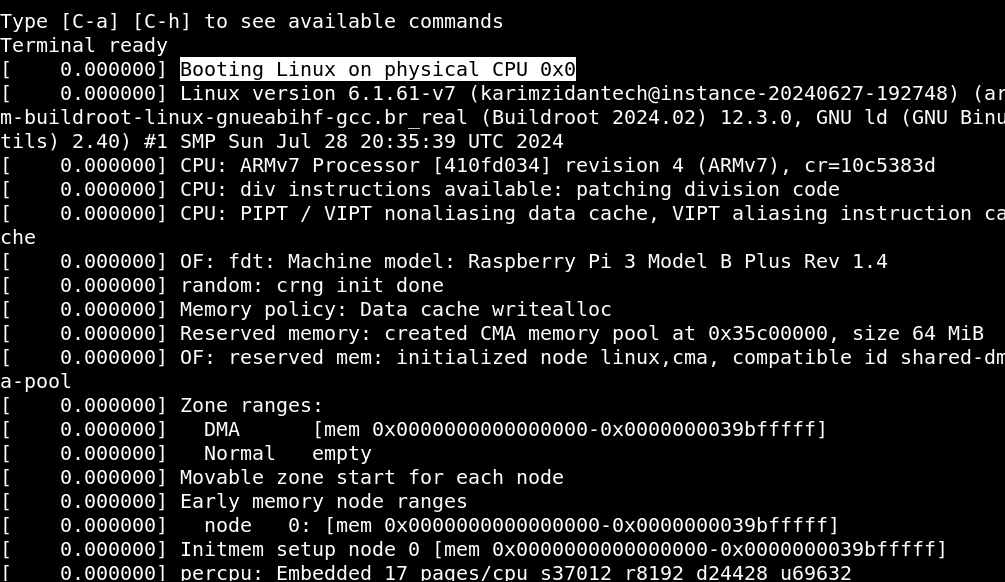 Type [C-a] [C-h] to see available commands
Terminal ready
[    0.000000] Booting Linux on physical CPU 0x0
[    0.000000] Linux version 6.1.61-v7 (karimzidantech@instance-20240627-192748) (ar
m-buildroot-linux-gnueabihf-gcc.br_real (Buildroot 2024.02) 12.3.0, GNU ld (GNU Binu
tils) 2.40) #1 SMP Sun Jul 28 20:35:39 UTC 2024
[    0.000000] CPU: ARMv7 Processor [410fd034] revision 4 (ARMv7), cr=10c5383d
[    0.000000] CPU: div instructions available: patching division code
[    0.000000] CPU: PIPT / VIPT nonaliasing data cache, VIPT aliasing instruction ca
che
[    0.000000] OF: fdt: Machine model: Raspberry Pi 3 Model B Plus Rev 1.4
[    0.000000] random: crng init done
[    0.000000] Memory policy: Data cache writealloc
[    0.000000] Reserved memory: created CMA memory pool at 0x35c00000, size 64 MiB
[    0.000000] OF: reserved mem: initialized node linux,cma, compatible id shared-dm
a-pool
[    0.000000] Zone ranges:
[    0.000000]   DMA      [mem 0x0000000000000000-0x0000000039bfffff]
[    0.000000]   Normal   empty
[    0.000000] Movable zone start for each node
[    0.000000] Early memory node ranges
[    0.000000]   node   0: [mem 0x0000000000000000-0x0000000039bfffff]
[    0.000000] Initmem setup node 0 [mem 0x0000000000000000-0x0000000039bfffff]
[    0.000000] percpu: Embedded 17 pages/cpu s37012 r8192 d24428 u69632